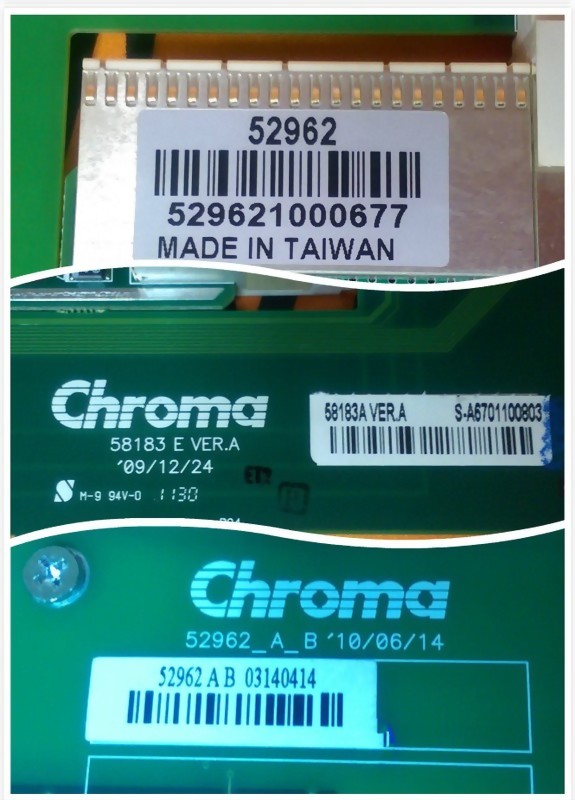 52962
529621000677
MADE IN TAIWAN
Chroma
58183 E VER.A
'09/12/24
M-9 94V-0 1130
58183A VER.A S-A6701100803
Chroma
52962_A_B '10/06/14
52962 A B 03140414